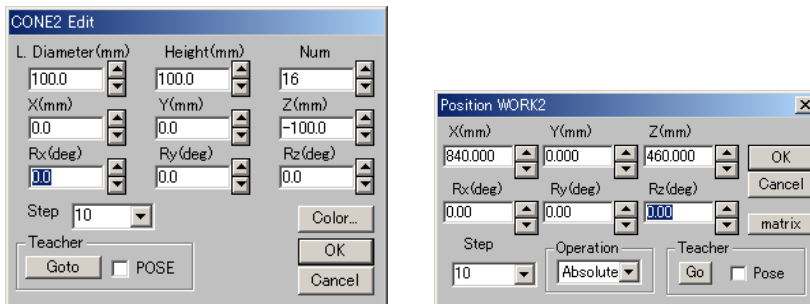 CONE2 Edit
L. Diameter(mm) Height(mm) Num
100.0 100.0 16
X(mm) Y(mm) Z(mm)
0.0 0.0 -100.0
Rx(deg) Ry(deg) Rz(deg)
0.0 0.0 0.0
Step 10 Color...
Teacher
Goto POSE
OK
Cancel
Position WORK2
X(mm) Y(mm) Z(mm)
840.000 0.000 460.000 OK
Cancel
Rx(deg) Ry(deg) Rz(deg)
0.00 0.00 0.00 matrix
Step Operation Teacher
10 Absolute Go Pose